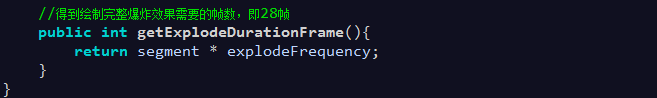 //得到绘制完整爆炸效果需要的帧数，即28帧
public int getExplodeDurationFrame(){
return segment * explodeFrequency;
}
}